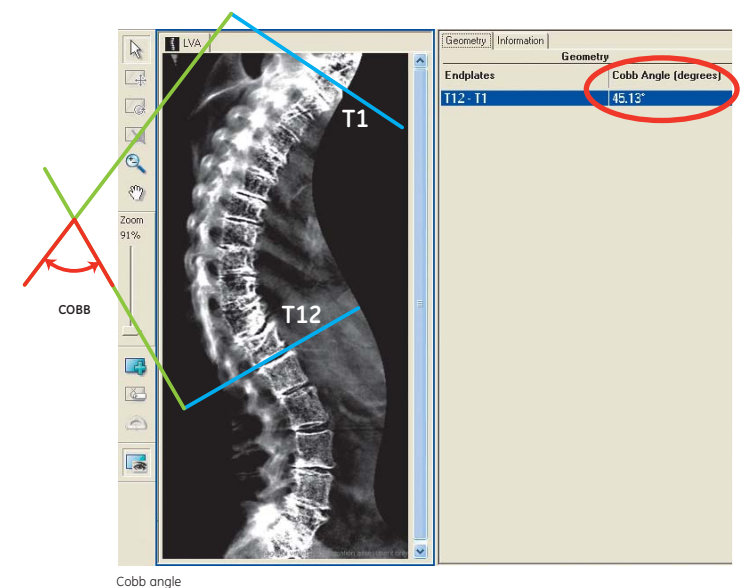 LVA
Geometry Information
Geometry
Endplates Cobb Angle (degrees)
T12 - T1 45.13°
T1
Zoom
91%
COBB
T12
Cobb angle